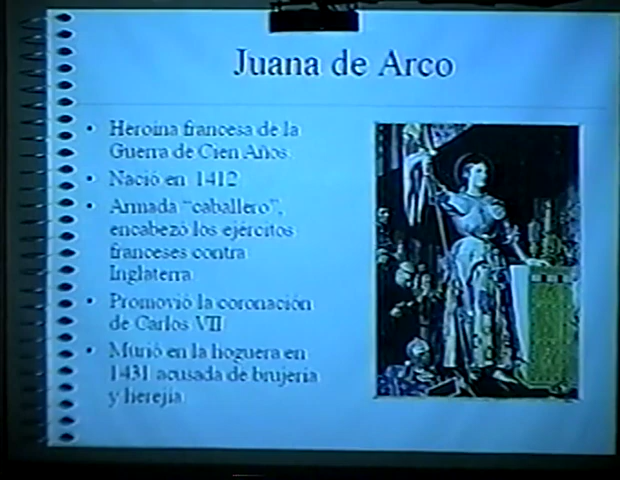 Juana de Arco
• Heroína francesa de la
Guerra de Cien Años.
• Nació en 1412
• Armada "caballero",
encabezó los ejércitos
franceses contra
Inglaterra.
• Promovió la coronación
de Carlos VII
• Murió en la hoguera en
1431 acusada de brujería
y herejía.